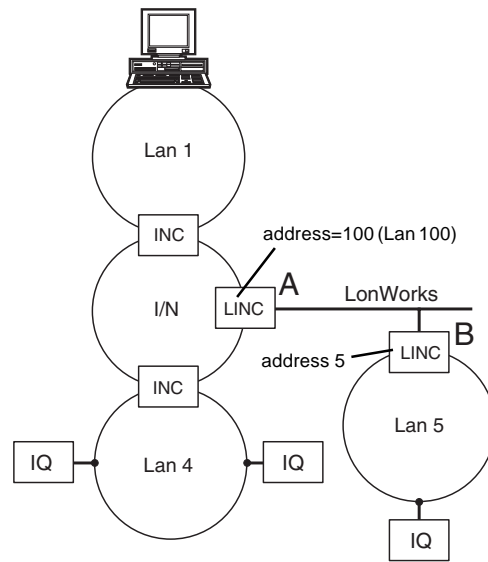 Lan 1
INC
address=100 (Lan 100)
A
I/N
LINC
LonWorks
B
LINC
address 5
INC
IQ
Lan 4
IQ
Lan 5
IQ